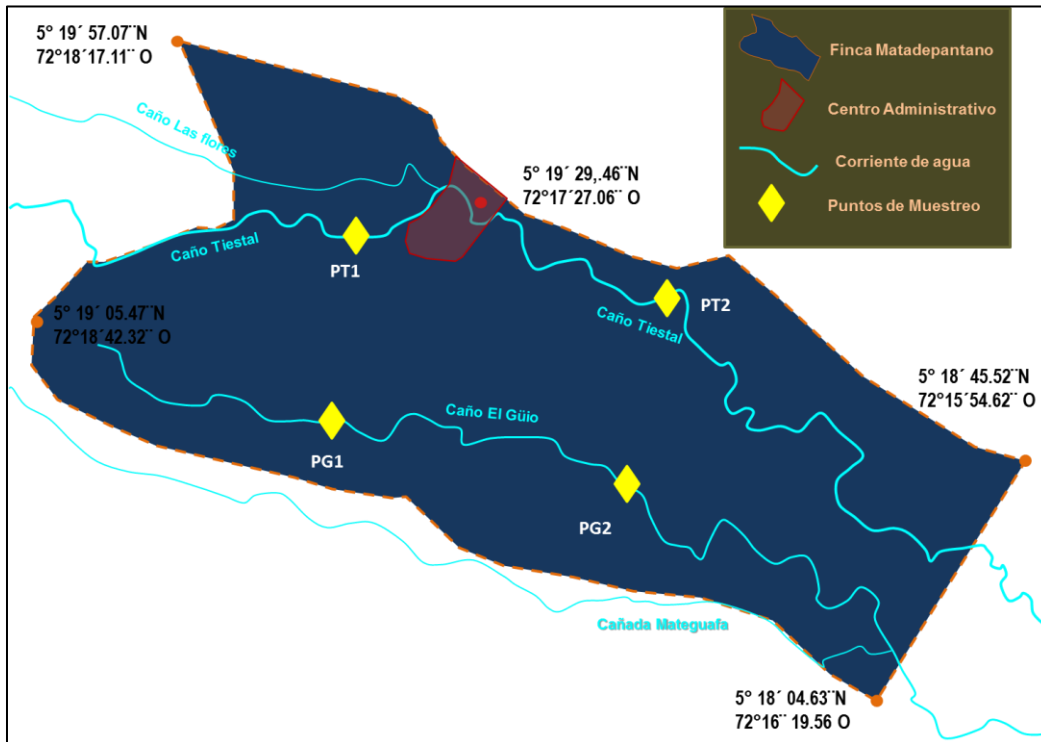 5° 19´ 57.07¨N
72°18´17.11¨ O
Finca Matadepantano
Centro Administrativo
Corriente de agua
Puntos de Muestreo
Caño Las flores
5° 19´ 29,.46¨N
72°17´27.06¨ O
Caño Tiestal
PT1
PT2
Caño Tiestal
5° 19´ 05.47¨N
72°18´42.32¨ O
5° 18´ 45.52¨N
72°15´54.62¨ O
Caño El Güio
PG1
PG2
Cañada Mateguafa
5° 18´ 04.63¨N
72°16¨ 19.56 O